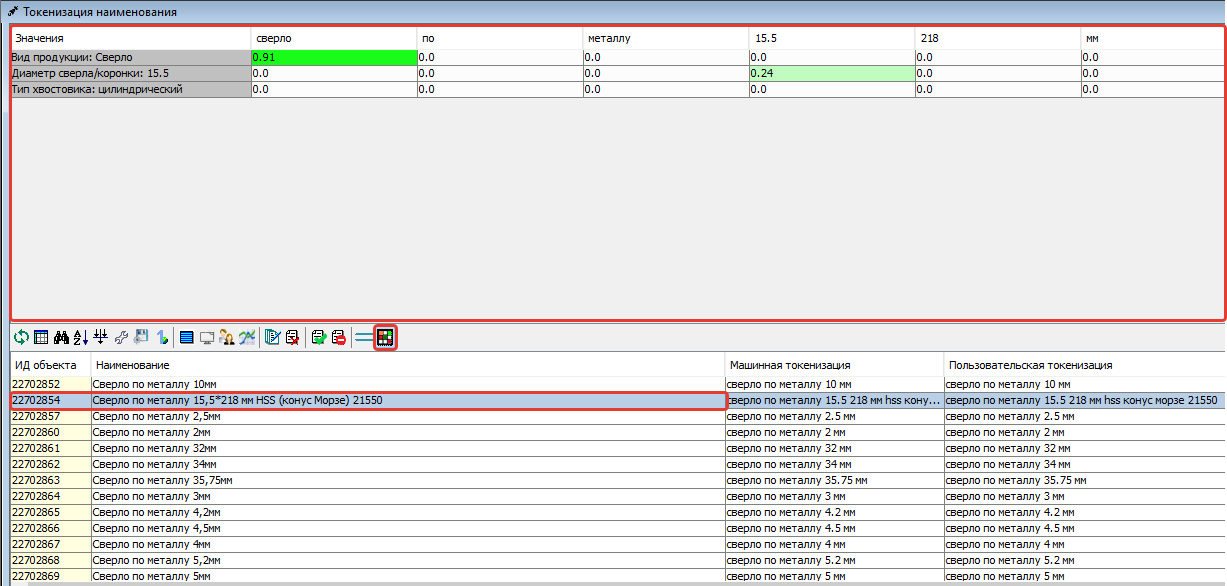 Токенизация наименования
Значения сверло по металлу 15.5 218 мм
Вид продукции: Сверло 0.91 0.0 0.0 0.0 0.0 0.0
Диаметр сверла/коронки: 15.5 0.0 0.0 0.0 0.24 0.0 0.0
Тип хвостовика: цилиндрический 0.0 0.0 0.0 0.0 0.0 0.0
ИД объекта Наименование Машинная токенизация Пользовательская токенизация
22702852 Сверло по металлу 10мм сверло по металлу 10 мм сверло по металлу 10 мм
22702854 Сверло по металлу 15,5*218 мм HSS (конус Морзе) 21550 сверло по металлу 15.5 218 мм hss кону... сверло по металлу 15.5 218 мм hss конус морзе 21550
22702857 Сверло по металлу 2,5мм сверло по металлу 2.5 мм сверло по металлу 2.5 мм
22702860 Сверло по металлу 2мм сверло по металлу 2 мм сверло по металлу 2 мм
22702861 Сверло по металлу 32мм сверло по металлу 32 мм сверло по металлу 32 мм
22702862 Сверло по металлу 34мм сверло по металлу 34 мм сверло по металлу 34 мм
22702863 Сверло по металлу 35,75мм сверло по металлу 35.75 мм сверло по металлу 35.75 мм
22702864 Сверло по металлу 3мм сверло по металлу 3 мм сверло по металлу 3 мм
22702865 Сверло по металлу 4,2мм сверло по металлу 4.2 мм сверло по металлу 4.2 мм
22702866 Сверло по металлу 4,5мм сверло по металлу 4.5 мм сверло по металлу 4.5 мм
22702867 Сверло по металлу 4мм сверло по металлу 4 мм сверло по металлу 4 мм
22702868 Сверло по металлу 5,2мм сверло по металлу 5.2 мм сверло по металлу 5.2 мм
22702869 Сверло по металлу 5мм сверло по металлу 5 мм сверло по металлу 5 мм